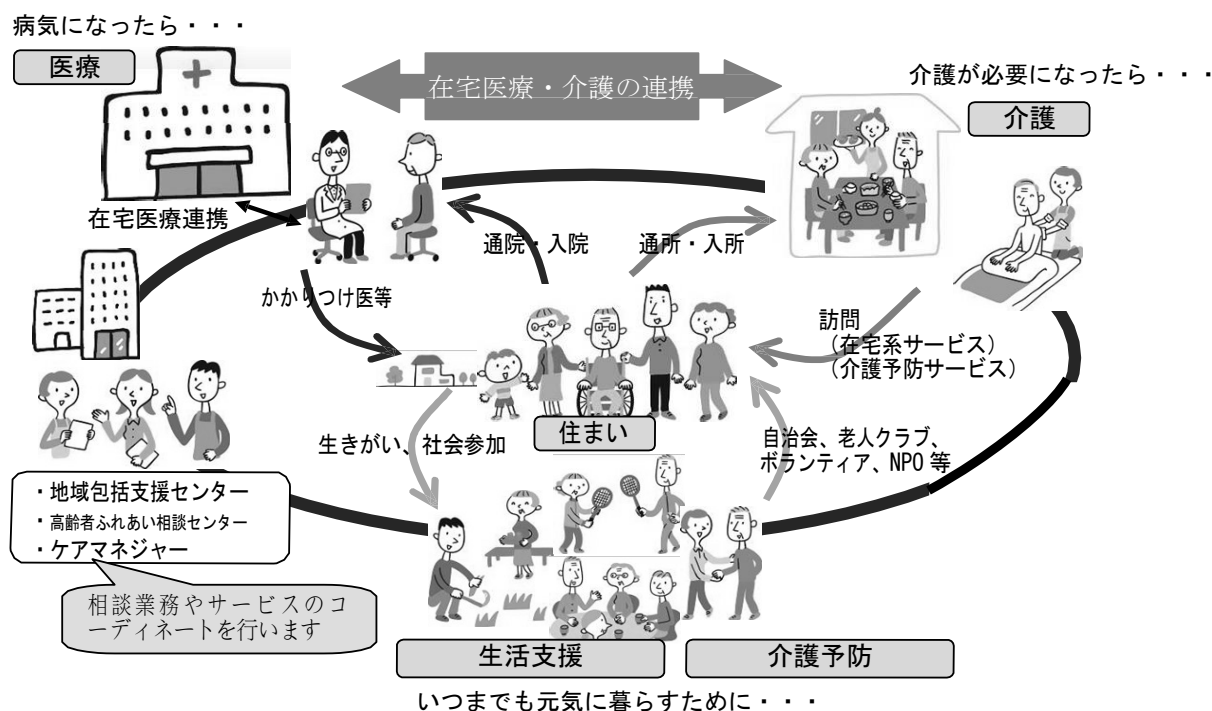 病気になったら・・・
医療
在宅医療・介護の連携
介護が必要になったら・・・
介護
在宅医療連携
通院・入院
通所・入所
かかりつけ医等
訪問
（在宅系サービス）
（介護予防サービス）
住まい
生きがい、社会参加
自治会、老人クラブ、
ボランティア、NPO 等
・地域包括支援センター
・高齢者ふれあい相談センター
・ケアマネジャー
相談業務やサービスのコ
ーディネートを行います
生活支援
介護予防
いつまでも元気に暮らすために・・・